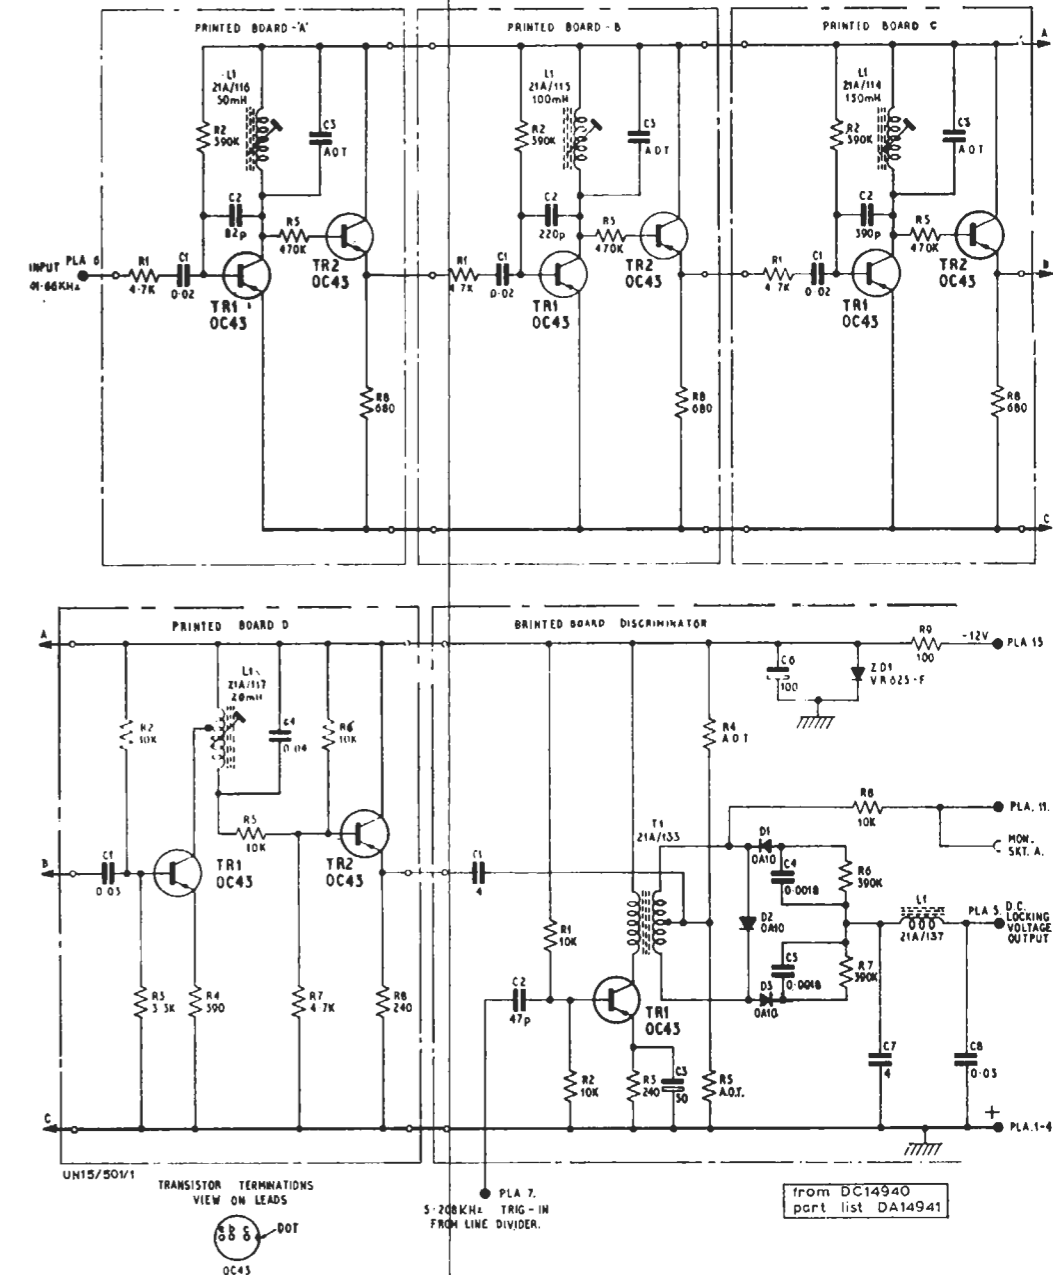 PRINTED BOARD -'A'
PRINTED BOARD - B
PRINTED BOARD C
A
L1
21A/116
50mH
R2
390K
C3
A.O.T
C2
82p
R5
470K
TR2
OC43
INPUT PLA 6
R1
4·7K
C1
0·02
TR1
OC43
R8
680
L1
21A/115
100mH
R2
390K
C3
A.O.T
C2
220p
R5
470K
TR2
OC43
R1
4·7K
C1
0·02
TR1
OC43
R8
680
L1
21A/114
150mH
R2
390K
C3
A.O.T
C2
390p
R5
470K
TR2
OC43
R1
4·7K
C1
0·02
TR1
OC43
R8
680
B
C
PRINTED BOARD D
A
L1
21A/117
20mH
R2
10K
C4
0·04
R6
10K
R5
10K
TR2
OC43
B
C1
0·03
TR1
OC43
R3
3·3K
R4
390
R7
4·7K
R8
240
C
UN15/501/1
BRINTED BOARD DISCRIMINATOR
R9
100
-12V
PLA 15
C6
100
ZD1
VR625-F
R4
A.O.T
R8
10K
PLA. 11.
MON.
SKT. A.
T1
21A/133
D1
OA10
C4
0·0018
R6
390K
C1
4
D2
OA10
L1
21A/137
PLA 5. D.C.
LOCKING
VOLTAGE
OUTPUT
R1
10K
C5
0·0018
R7
390K
D3
OA10
C2
47p
TR1
OC43
R2
10K
R3
240
C3
50
R5
A.O.T.
C7
4
C8
0·03
+
PLA.1-4
TRANSISTOR TERMINATIONS
VIEW ON LEADS
e b c
DOT
OC43
PLA 7.
5·208KHz TRIG-IN
FROM LINE DIVIDER.
from DC14940
part list DA14941